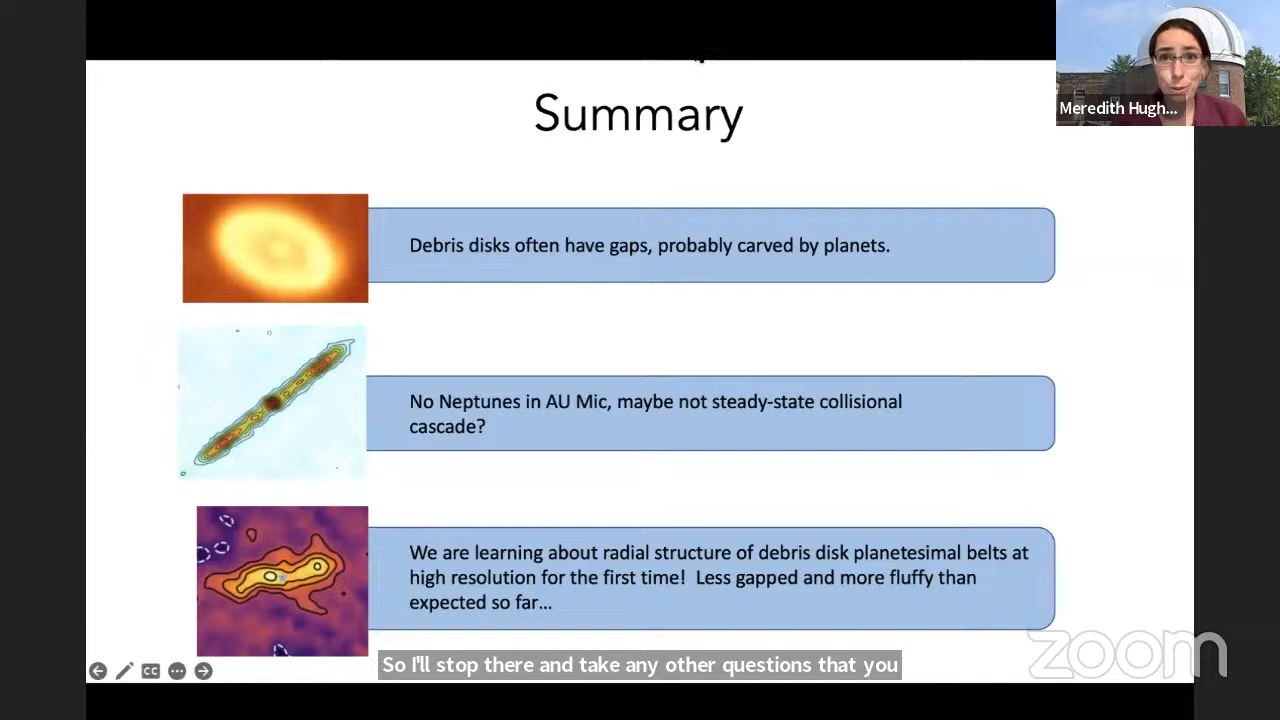 Summary
Meredith Hugh...
Debris disks often have gaps, probably carved by planets.
No Neptunes in AU Mic, maybe not steady-state collisional
cascade?
We are learning about radial structure of debris disk planetesimal belts at
high resolution for the first time! Less gapped and more fluffy than
expected so far...
zoom
CC
So I'll stop there and take any other questions that you